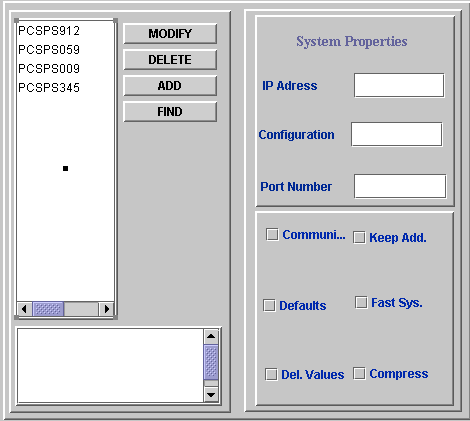 PCSPS912
PCSPS059
PCSPS009
PCSPS345
MODIFY
DELETE
ADD
FIND
System Properties
IP Adress
Configuration
Port Number
Communi...
Keep Add.
Defaults
Fast Sys.
Del. Values
Compress